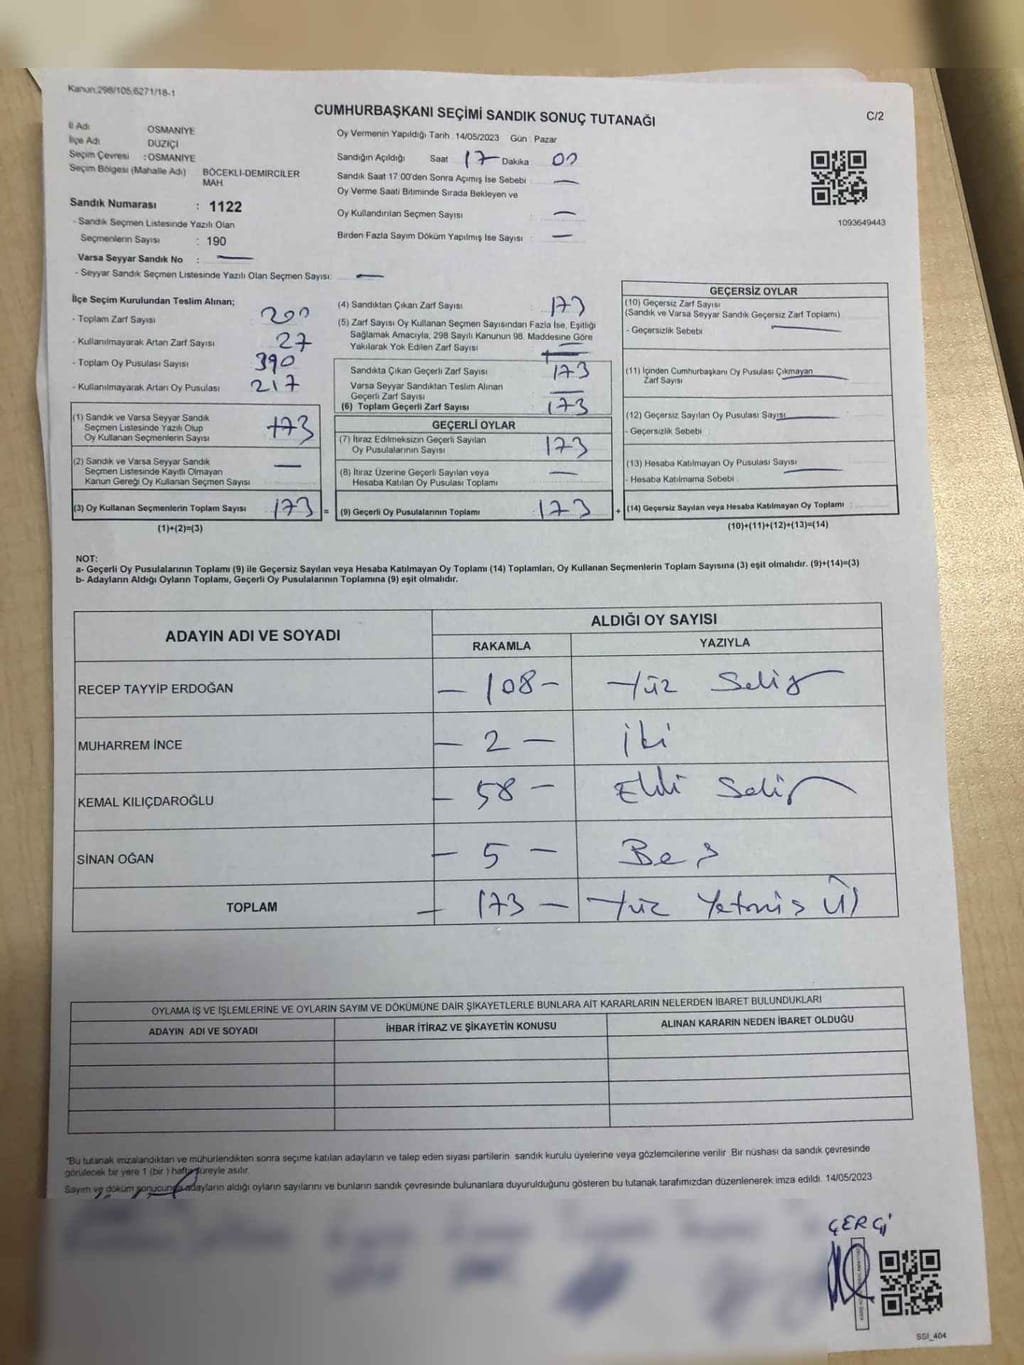 Kanun:298/105;6271/18-1
CUMHURBAŞKANI SEÇİMİ SANDIK SONUÇ TUTANAĞI
C/2
İl Adı OSMANİYE
İlçe Adı DUZİÇİ
Seçim Çevresi :OSMANİYE
Seçim Bölgesi (Mahalle Adı) BÖCEKLİ-DEMIRCİLER
MAH.
Sandık Numarası : 1122
- Sandık Seçmen Listesinde Yazılı Olan
Seçmenlerin Sayısı : 190
Varsa Seyyar Sandık No : —
- Seyyar Sandık Seçmen Listesinde Yazılı Olan Seçmen Sayısı: —
Oy Vermenin Yapıldığı Tarih 14/05/2023 Gün : Pazar
Sandığın Açıldığı Saat 17 Dakika 00
Sandık Saat 17:00'den Sonra Açımış İse Sebebi —
Oy Verme Saati Bitiminde Sırada Bekleyen ve
Oy Kullandırılan Seçmen Sayısı —
Birden Fazla Sayım Döküm Yapılmış İse Sayısı —
1093649443
İlçe Seçim Kurulundan Teslim Alınan;
- Toplam Zarf Sayısı 200
- Kullanılmayarak Artan Zarf Sayısı 27
- Toplam Oy Pusulası Sayısı 390
- Kullanılmayarak Artan Oy Pusulası 217
(1) Sandık ve Varsa Seyyar Sandık
Seçmen Listesinde Yazılı Olup
Oy Kullanan Seçmenlerin Sayısı 173
(2) Sandık ve Varsa Seyyar Sandık
Seçmen Listesinde Kayıtlı Olmayan
Kanun Gereği Oy Kullanan Seçmen Sayısı —
(3) Oy Kullanan Seçmenlerin Toplam Sayısı 173 =
(1)+(2)=(3)
(4) Sandıktan Çıkan Zarf Sayısı 173
(5) Zarf Sayısı Oy Kullanan Seçmen Sayısından Fazla İse, Eşitliği
Sağlamak Amacıyla, 298 Sayılı Kanunun 98. Maddesine Göre
Yakılarak Yok Edilen Zarf Sayısı —
Sandıkta Çıkan Geçerli Zarf Sayısı 173
Varsa Seyyar Sandıktan Teslim Alınan
Geçerli Zarf Sayısı —
(6) Toplam Geçerli Zarf Sayısı 173
GEÇERLİ OYLAR
(7) İtiraz Edilmeksizin Geçerli Sayılan
Oy Pusulalarının Sayısı 173
(8) İtiraz Üzerine Geçerli Sayılan veya
Hesaba Katılan Oy Pusulası Toplamı —
(9) Geçerli Oy Pusulalarının Toplamı 173 +
GEÇERSİZ OYLAR
(10) Geçersiz Zarf Sayısı
(Sandık ve Varsa Seyyar Sandık Geçersiz Zarf Toplamı)
- Geçersizlik Sebebi —
(11) İçinden Cumhurbaşkanı Oy Pusulası Çıkmayan
Zarf Sayısı —
(12) Geçersiz Sayılan Oy Pusulası Sayısı —
- Geçersizlik Sebebi
(13) Hesaba Katılmayan Oy Pusulası Sayısı —
- Hesaba Katılmama Sebebi
(14) Geçersiz Sayılan veya Hesaba Katılmayan Oy Toplamı
(10)+(11)+(12)+(13)=(14)
NOT:
a- Geçerli Oy Pusulalarının Toplamı (9) ile Geçersiz Sayılan veya Hesaba Katılmayan Oy Toplamı (14) Toplamları, Oy Kullanan Seçmenlerin Toplam Sayısına (3) eşit olmalıdır. (9)+(14)=(3)
b- Adayların Aldığı Oyların Toplamı, Geçerli Oy Pusulalarının Toplamına (9) eşit olmalıdır.
ADAYIN ADI VE SOYADI
ALDIĞI OY SAYISI
RAKAMLA YAZIYLA
RECEP TAYYİP ERDOĞAN — 108 — Yüz Sekiz
MUHARREM İNCE — 2 — iki
KEMAL KILIÇDAROĞLU — 58 — Elli Sekiz
SİNAN OĞAN — 5 — Beş
TOPLAM — 173 — Yüz Yetmiş Üç
OYLAMA İŞ VE İŞLEMLERİNE VE OYLARIN SAYIM VE DÖKÜMÜNE DAİR ŞİKAYETLERLE BUNLARA AİT KARARLARIN NELERDEN İBARET BULUNDUKLARI
ADAYIN ADI VE SOYADI İHBAR İTİRAZ VE ŞİKAYETİN KONUSU ALINAN KARARIN NEDEN İBARET OLDUĞU
*Bu tutanak imzalandıktan ve mühürlendikten sonra seçime katılan adayların ve talep eden siyasi partilerin sandık kurulu üyelerine veya gözlemcilerine verilir. Bir nüshası da sandık çevresinde
görülecek bir yere 1 (bir) hafta süreyle asılır.
Sayım ve döküm sonucunda adayların aldığı oyların sayılarını ve bunların sandık çevresinde bulunanlara duyurulduğunu gösteren bu tutanak tarafımızdan düzenlenerek imza edildi. 14/05/2023
ÇERÇİ
SSİ_404